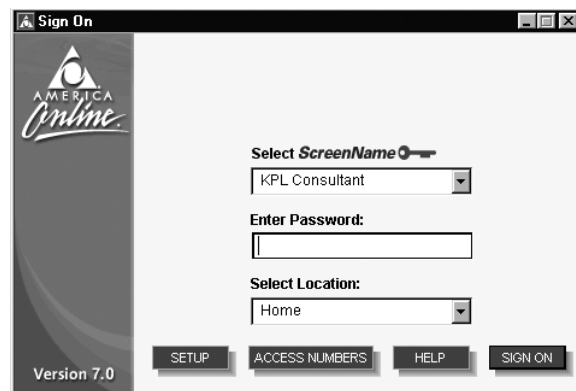 Sign On
AMERICA
Online.
Select ScreenName
KPL Consultant
Enter Password:
Select Location:
Home
SETUP
ACCESS NUMBERS
HELP
SIGN ON
Version 7.0